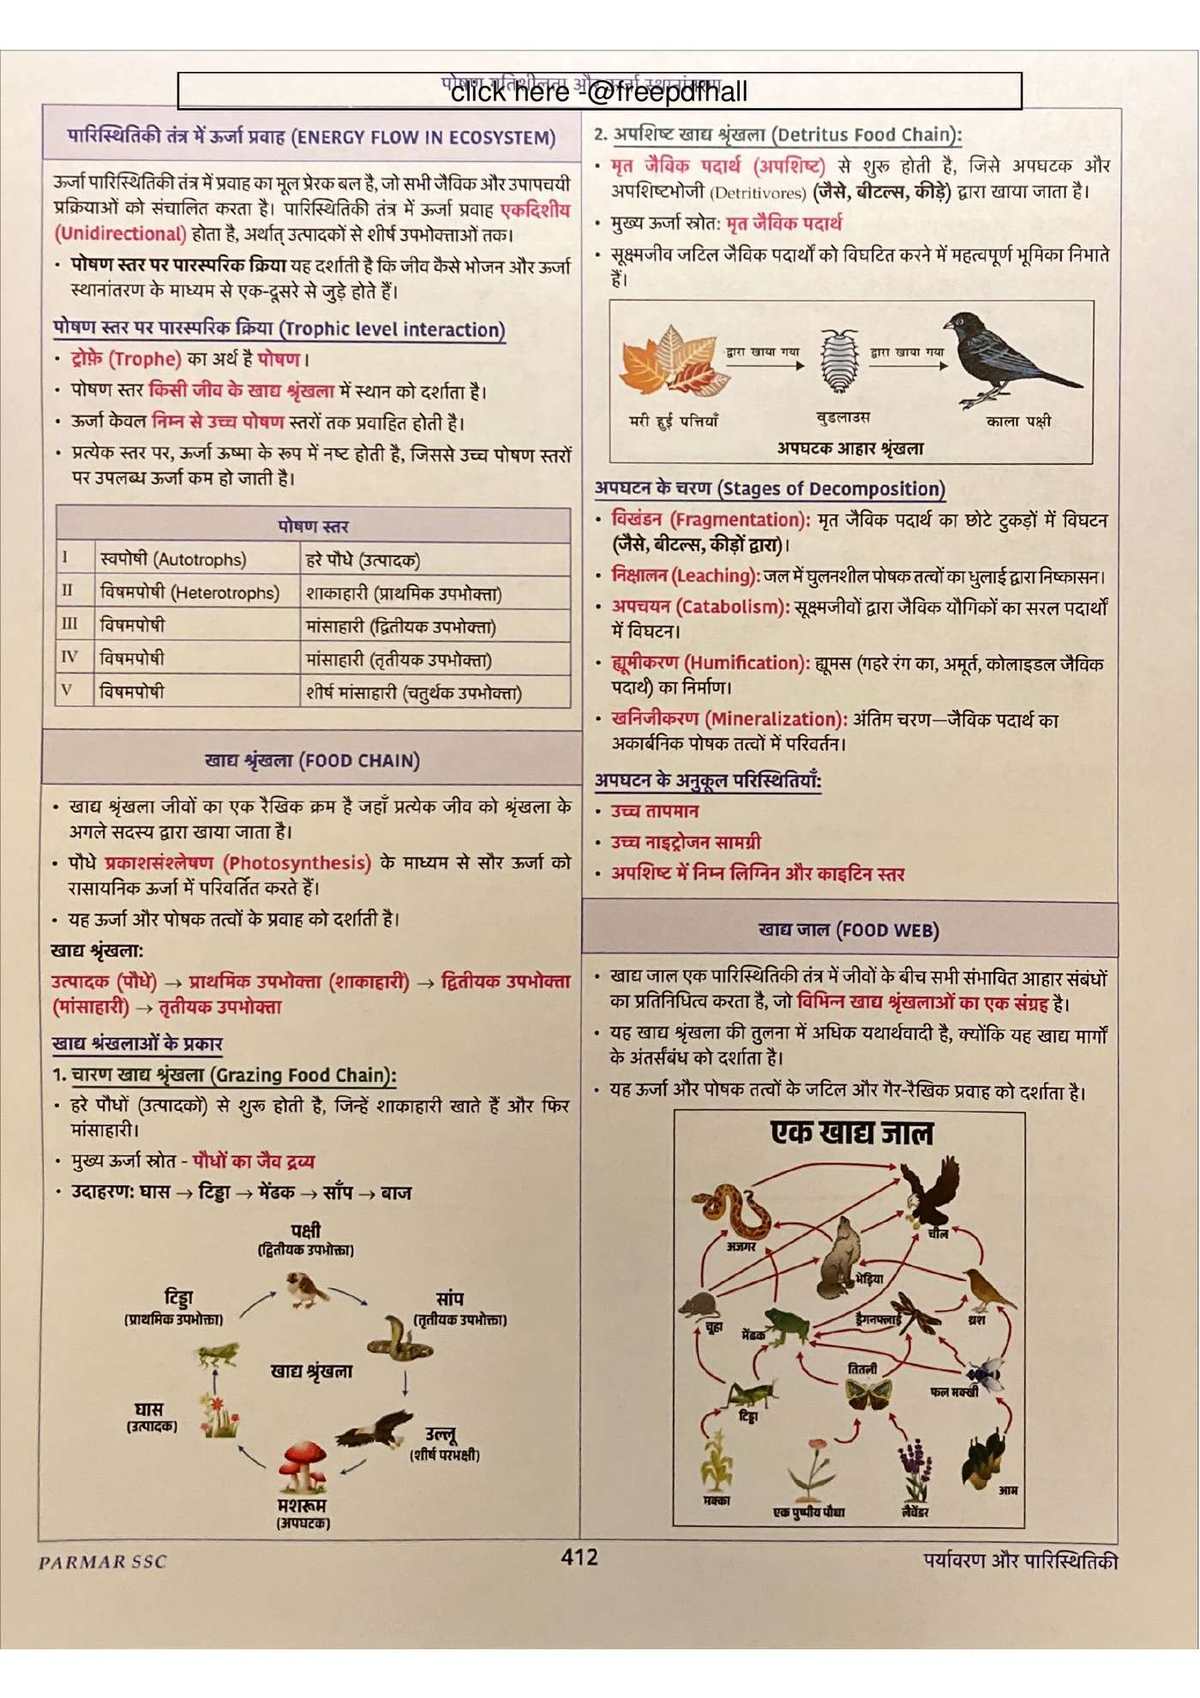 पोषण गतिशीलता और ऊर्जा स्थानांतरण
click here -@freepdfhall
पारिस्थितिकी तंत्र में ऊर्जा प्रवाह (ENERGY FLOW IN ECOSYSTEM)
ऊर्जा पारिस्थितिकी तंत्र में प्रवाह का मूल प्रेरक बल है, जो सभी जैविक और उपापचयी
प्रक्रियाओं को संचालित करता है। पारिस्थितिकी तंत्र में ऊर्जा प्रवाह एकदिशीय
(Unidirectional) होता है, अर्थात् उत्पादकों से शीर्ष उपभोक्ताओं तक।
• पोषण स्तर पर पारस्परिक क्रिया यह दर्शाती है कि जीव कैसे भोजन और ऊर्जा
स्थानांतरण के माध्यम से एक-दूसरे से जुड़े होते हैं।
पोषण स्तर पर पारस्परिक क्रिया (Trophic level interaction)
• ट्रोफ़े (Trophe) का अर्थ है पोषण।
• पोषण स्तर किसी जीव के खाद्य श्रृंखला में स्थान को दर्शाता है।
• ऊर्जा केवल निम्न से उच्च पोषण स्तरों तक प्रवाहित होती है।
• प्रत्येक स्तर पर, ऊर्जा ऊष्मा के रूप में नष्ट होती है, जिससे उच्च पोषण स्तरों
पर उपलब्ध ऊर्जा कम हो जाती है।
पोषण स्तर
I स्वपोषी (Autotrophs) हरे पौधे (उत्पादक)
II विषमपोषी (Heterotrophs) शाकाहारी (प्राथमिक उपभोक्ता)
III विषमपोषी मांसाहारी (द्वितीयक उपभोक्ता)
IV विषमपोषी मांसाहारी (तृतीयक उपभोक्ता)
V विषमपोषी शीर्ष मांसाहारी (चतुर्थक उपभोक्ता)
खाद्य श्रृंखला (FOOD CHAIN)
• खाद्य श्रृंखला जीवों का एक रैखिक क्रम है जहाँ प्रत्येक जीव को श्रृंखला के
अगले सदस्य द्वारा खाया जाता है।
• पौधे प्रकाशसंश्लेषण (Photosynthesis) के माध्यम से सौर ऊर्जा को
रासायनिक ऊर्जा में परिवर्तित करते हैं।
• यह ऊर्जा और पोषक तत्वों के प्रवाह को दर्शाती है।
खाद्य श्रृंखला:
उत्पादक (पौधे) → प्राथमिक उपभोक्ता (शाकाहारी) → द्वितीयक उपभोक्ता
(मांसाहारी) → तृतीयक उपभोक्ता
खाद्य श्रंखलाओं के प्रकार
1. चारण खाद्य श्रृंखला (Grazing Food Chain):
• हरे पौधों (उत्पादकों) से शुरू होती है, जिन्हें शाकाहारी खाते हैं और फिर
मांसाहारी।
• मुख्य ऊर्जा स्रोत - पौधों का जैव द्रव्य
• उदाहरण: घास → टिड्डा → मेंढक → साँप → बाज
पक्षी
(द्वितीयक उपभोक्ता)
टिड्डा
(प्राथमिक उपभोक्ता)
सांप
(तृतीयक उपभोक्ता)
खाद्य श्रृंखला
घास
(उत्पादक)
उल्लू
(शीर्ष परभक्षी)
मशरूम
(अपघटक)
2. अपशिष्ट खाद्य श्रृंखला (Detritus Food Chain):
• मृत जैविक पदार्थ (अपशिष्ट) से शुरू होती है, जिसे अपघटक और
अपशिष्टभोजी (Detritivores) (जैसे, बीटल्स, कीड़े) द्वारा खाया जाता है।
• मुख्य ऊर्जा स्रोत: मृत जैविक पदार्थ
• सूक्ष्मजीव जटिल जैविक पदार्थों को विघटित करने में महत्वपूर्ण भूमिका निभाते
हैं।
द्वारा खाया गया
द्वारा खाया गया
मरी हुई पत्तियाँ
वुडलाउस
काला पक्षी
अपघटक आहार श्रृंखला
अपघटन के चरण (Stages of Decomposition)
• विखंडन (Fragmentation): मृत जैविक पदार्थ का छोटे टुकड़ों में विघटन
(जैसे, बीटल्स, कीड़ों द्वारा)।
• निक्षालन (Leaching): जल में घुलनशील पोषक तत्वों का धुलाई द्वारा निष्कासन।
• अपचयन (Catabolism): सूक्ष्मजीवों द्वारा जैविक यौगिकों का सरल पदार्थों
में विघटन।
• ह्यूमीकरण (Humification): ह्यूमस (गहरे रंग का, अमूर्त, कोलाइडल जैविक
पदार्थ) का निर्माण।
• खनिजीकरण (Mineralization): अंतिम चरण—जैविक पदार्थ का
अकार्बनिक पोषक तत्वों में परिवर्तन।
अपघटन के अनुकूल परिस्थितियाँ:
• उच्च तापमान
• उच्च नाइट्रोजन सामग्री
• अपशिष्ट में निम्न लिग्निन और काइटिन स्तर
खाद्य जाल (FOOD WEB)
• खाद्य जाल एक पारिस्थितिकी तंत्र में जीवों के बीच सभी संभावित आहार संबंधों
का प्रतिनिधित्व करता है, जो विभिन्न खाद्य श्रृंखलाओं का एक संग्रह है।
• यह खाद्य श्रृंखला की तुलना में अधिक यथार्थवादी है, क्योंकि यह खाद्य मार्गों
के अंतर्संबंध को दर्शाता है।
• यह ऊर्जा और पोषक तत्वों के जटिल और गैर-रैखिक प्रवाह को दर्शाता है।
एक खाद्य जाल
अजगर
चील
भेड़िया
चूहा
मेंढक
ड्रैगनफ्लाई
थ्रश
तितली
फल मक्खी
टिड्डा
मक्का
एक पुष्पीय पौधा
लैवेंडर
आम
PARMAR SSC
412
पर्यावरण और पारिस्थितिकी